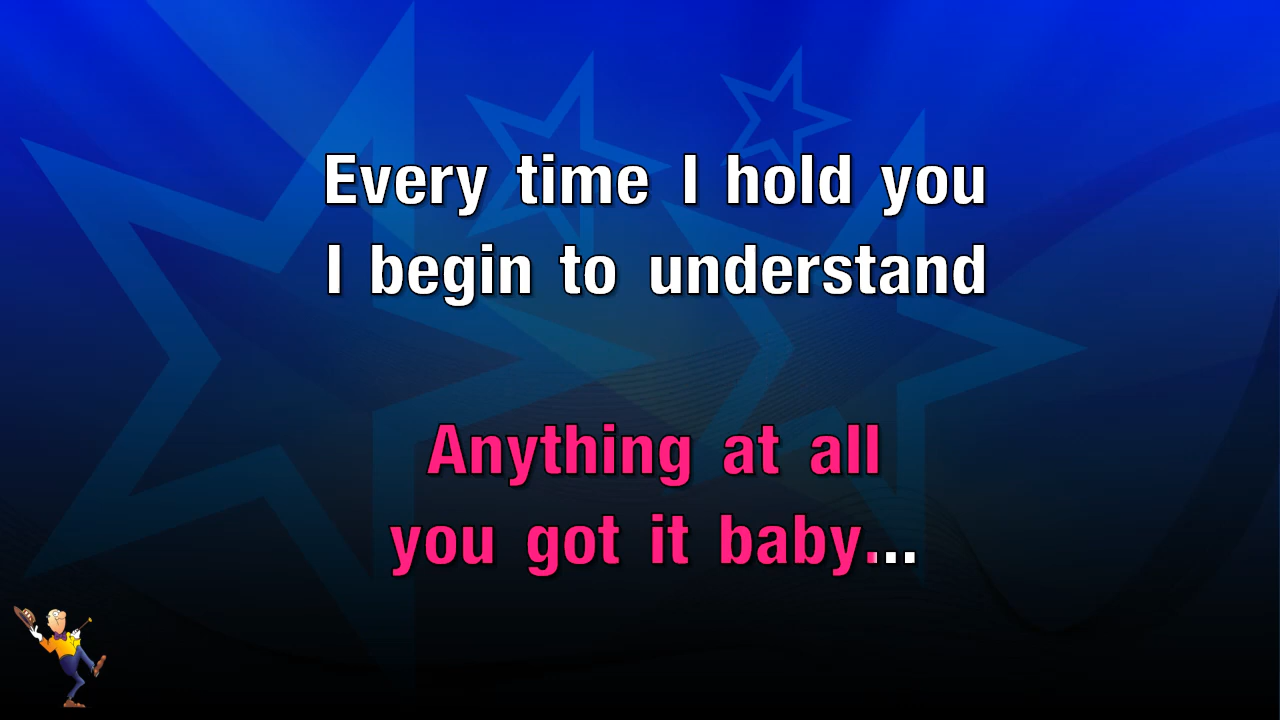 Every time I hold you
I begin to understand
Anything at all
you got it baby...